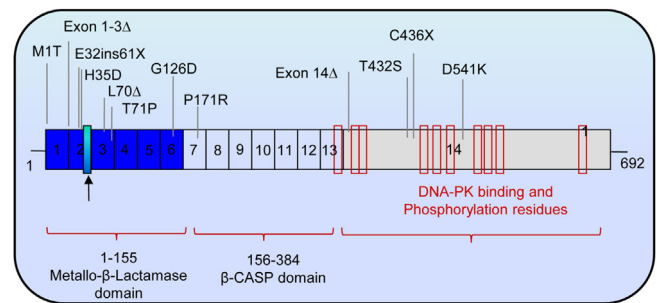 C436X
Exon 1-3Δ
M1T
E32ins61X
G126D
T432S
H35D
Exon 14Δ
D541K
L70Δ
T71P
P171R
1
1 2 3 4 5 6 7 8 9 10 11 12 13 14
1
692
DNA-PK binding and
Phosphorylation residues
1-155
Metallo-β-Lactamase
domain
156-384
β-CASP domain